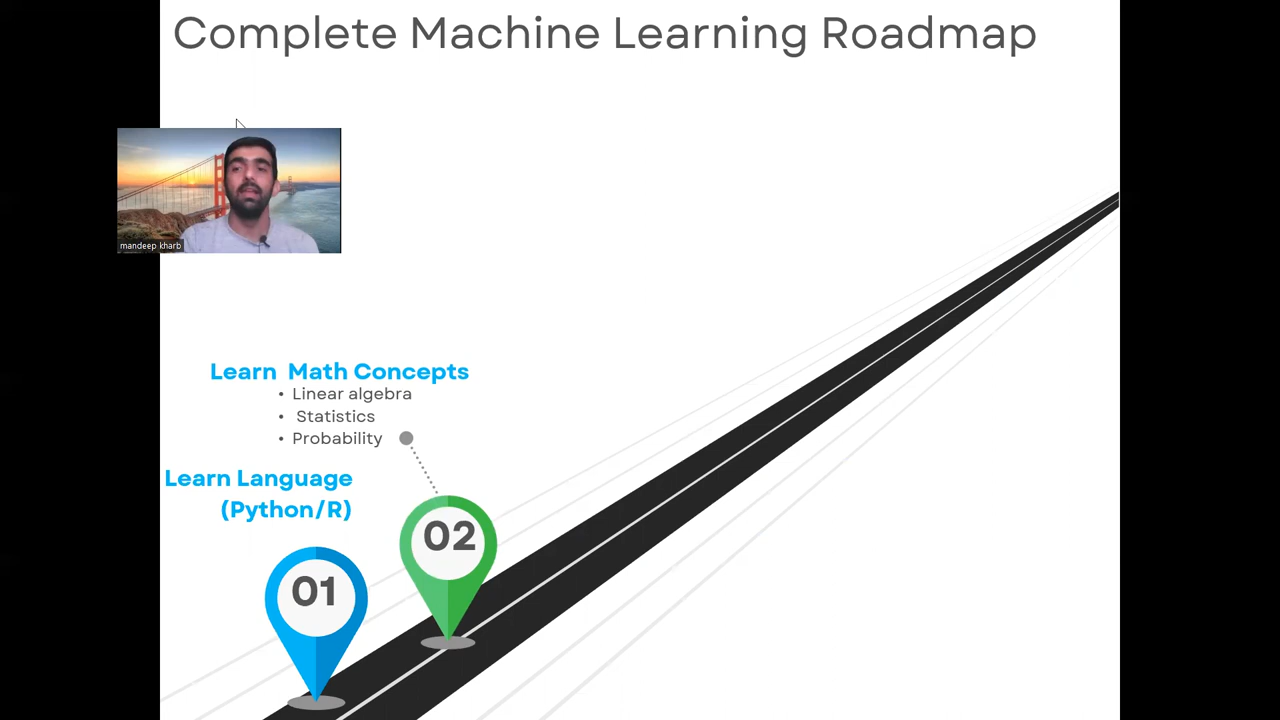 Complete Machine Learning Roadmap
mandeep kharb
Learn  Math Concepts
• Linear algebra
• Statistics
• Probability
Learn Language
(Python/R)
02
01